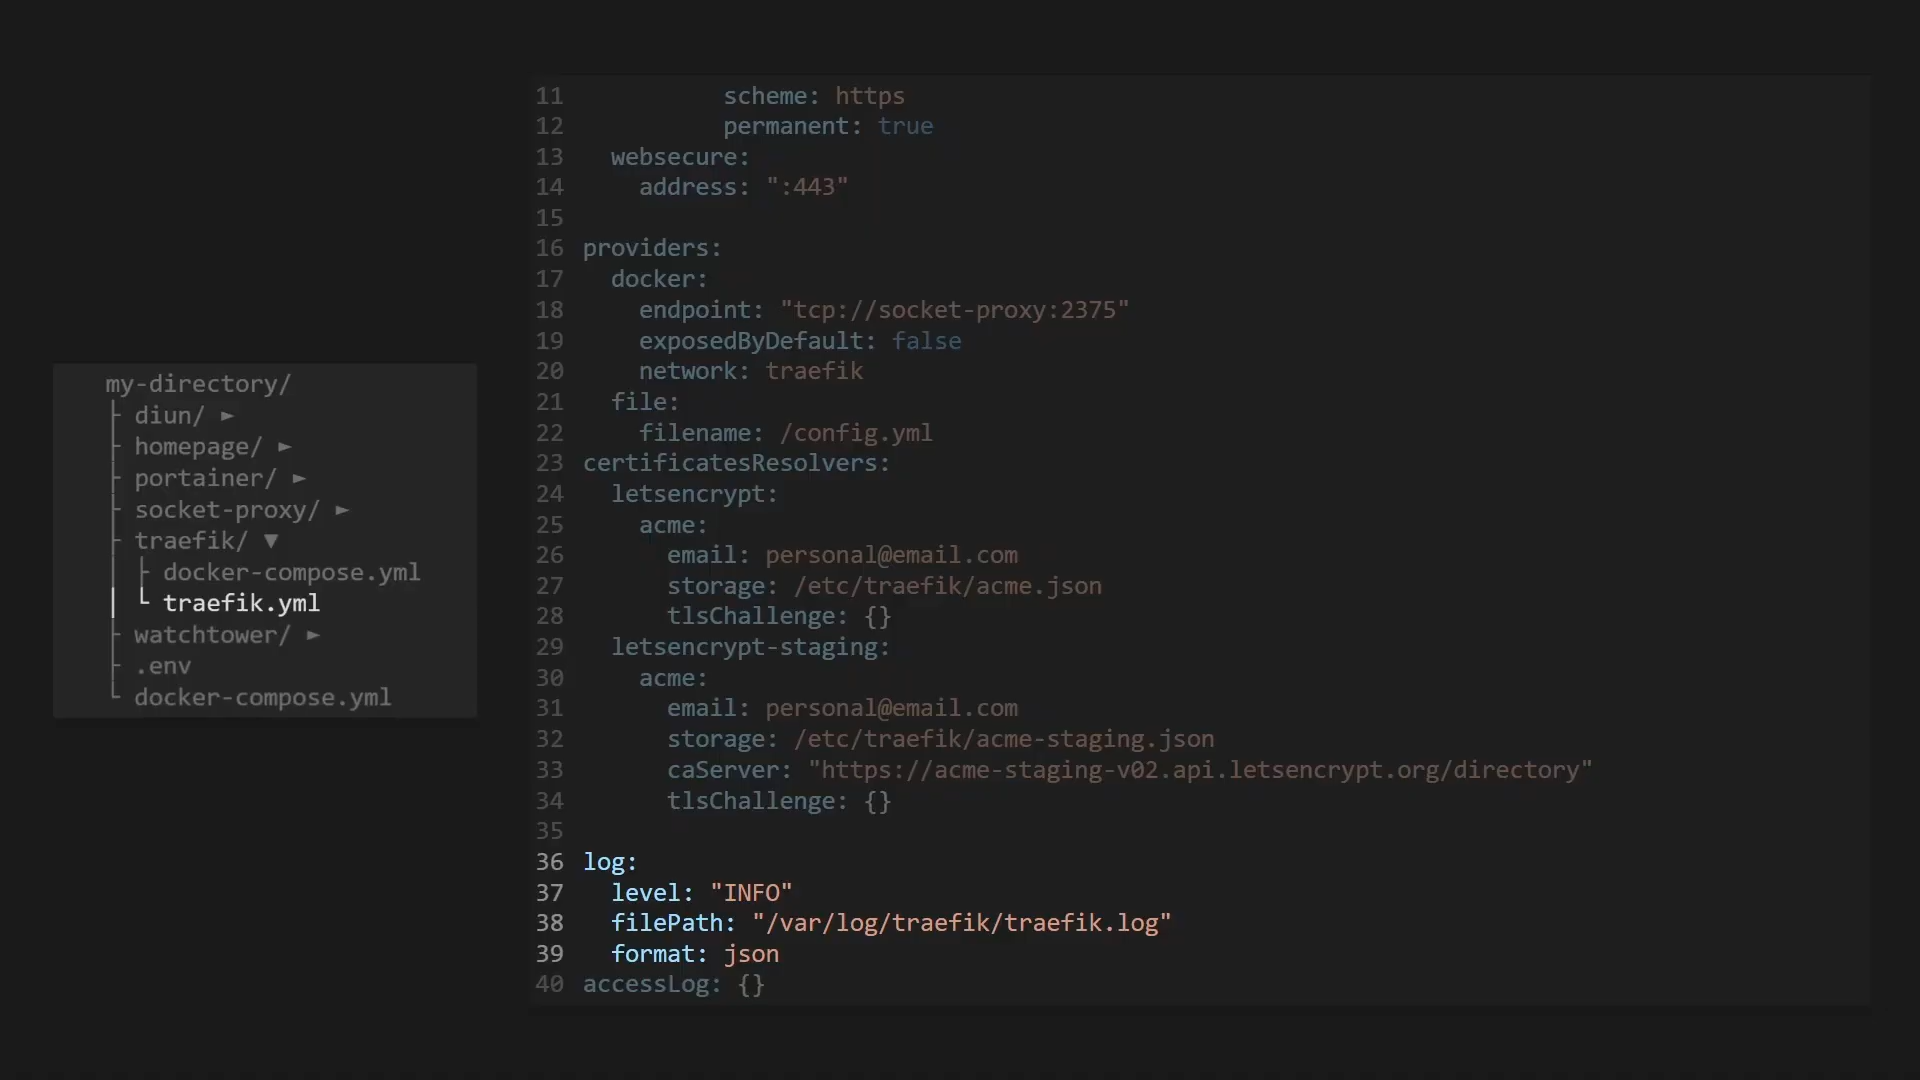 my-directory/
├ diun/ ►
├ homepage/ ►
├ portainer/ ►
├ socket-proxy/ ►
├ traefik/ ▼
│ ├ docker-compose.yml
│ └ traefik.yml
├ watchtower/ ►
├ .env
└ docker-compose.yml
11 scheme: https
12 permanent: true
13 websecure:
14 address: ":443"
15
16 providers:
17 docker:
18 endpoint: "tcp://socket-proxy:2375"
19 exposedByDefault: false
20 network: traefik
21 file:
22 filename: /config.yml
23 certificatesResolvers:
24 letsencrypt:
25 acme:
26 email: personal@email.com
27 storage: /etc/traefik/acme.json
28 tlsChallenge: {}
29 letsencrypt-staging:
30 acme:
31 email: personal@email.com
32 storage: /etc/traefik/acme-staging.json
33 caServer: "https://acme-staging-v02.api.letsencrypt.org/directory"
34 tlsChallenge: {}
35
36 log:
37 level: "INFO"
38 filePath: "/var/log/traefik/traefik.log"
39 format: json
40 accessLog: {}